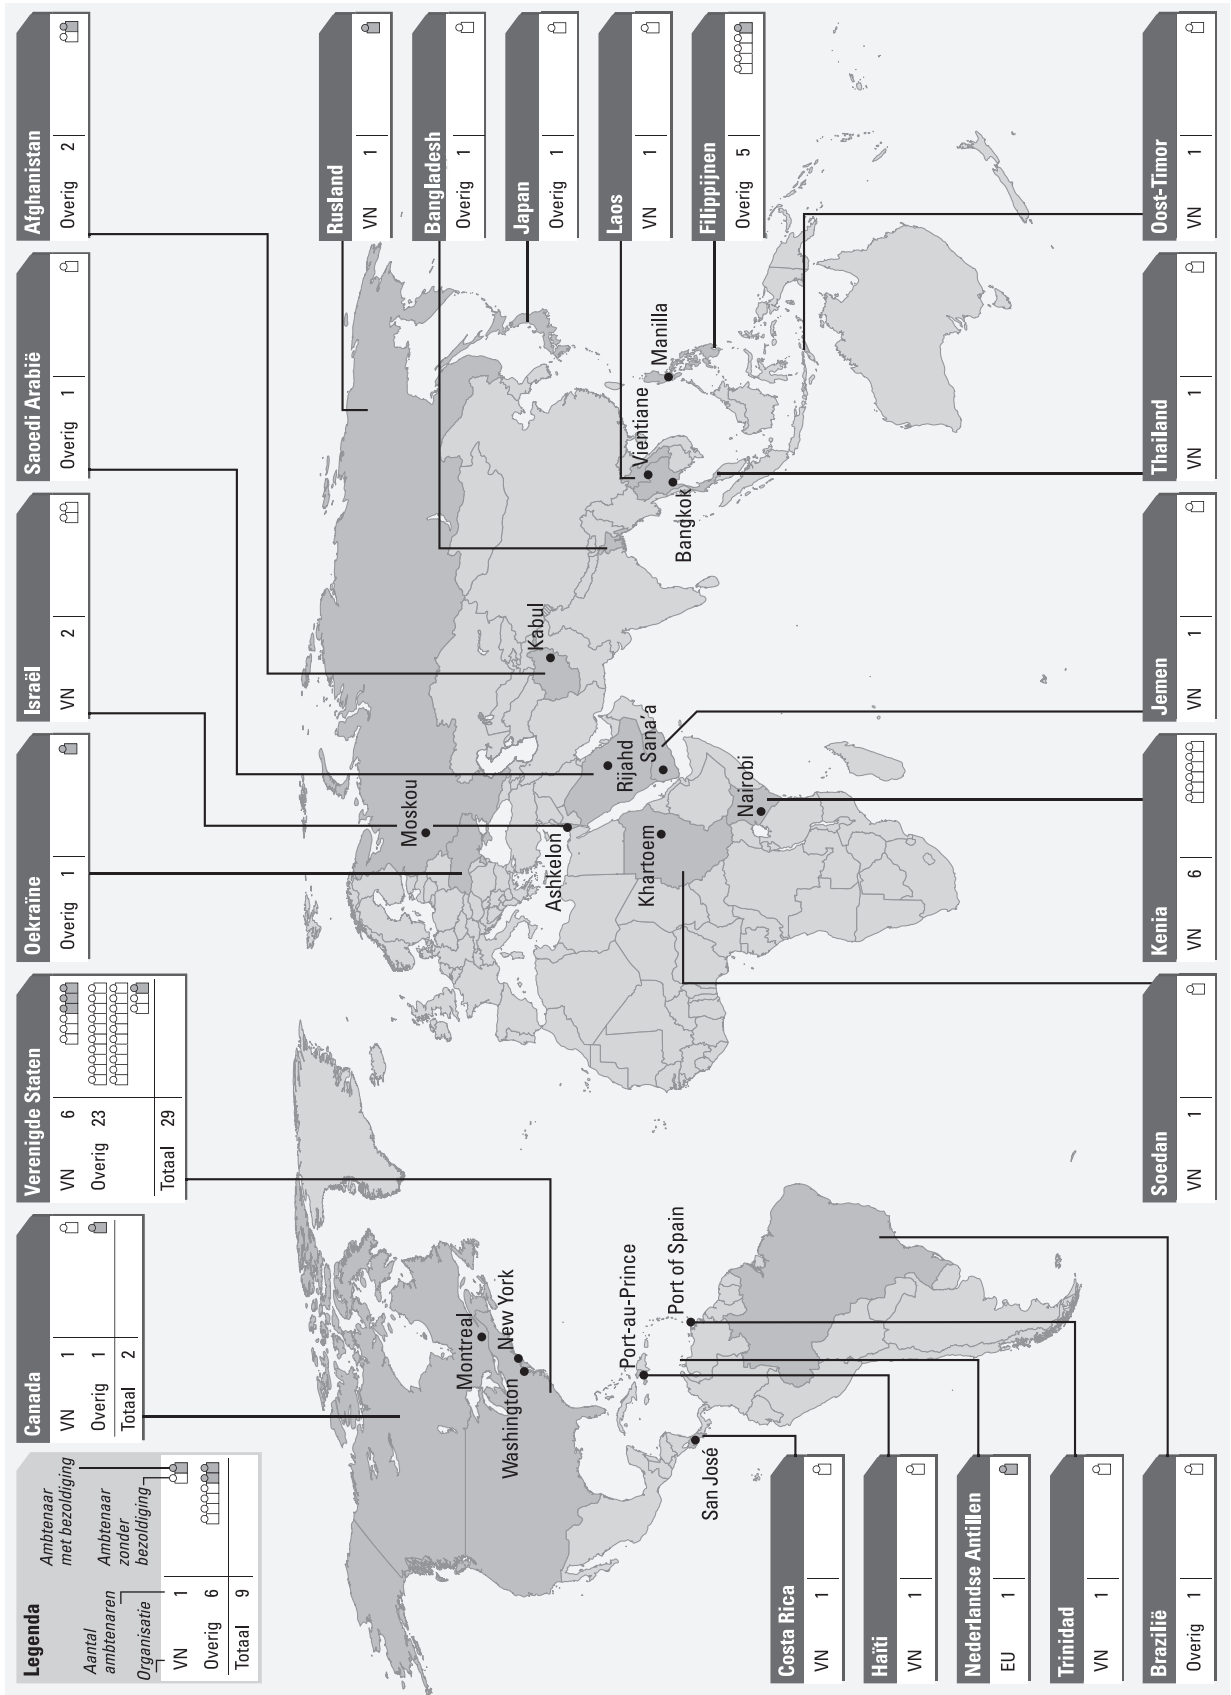 Legenda
Ambtenaar
met bezoldiging
Ambtenaar
zonder
bezoldiging
Aantal
ambtenaren
Organisatie
VN 1
Overig 6
Totaal 9
Canada
VN 1
Overig 1
Totaal 2
Verenigde Staten
VN 6
Overig 23
Totaal 29
Oekraïne
Overig 1
Israël
VN 2
Saoedi Arabië
Overig 1
Afghanistan
Overig 2
Rusland
VN 1
Bangladesh
Overig 1
Japan
Overig 1
Laos
VN 1
Filippijnen
Overig 5
Montreal
New York
Washington
Port-au-Prince
Port of Spain
San José
Moskou
Ashkelon
Khartoem
Rijahd
Sana'a
Nairobi
Kabul
Vientiane
Bangkok
Manilla
Costa Rica
VN 1
Haïti
VN 1
Nederlandse Antillen
EU 1
Trinidad
VN 1
Brazilië
Overig 1
Soedan
VN 1
Kenia
VN 6
Jemen
VN 1
Thailand
VN 1
Oost-Timor
VN 1